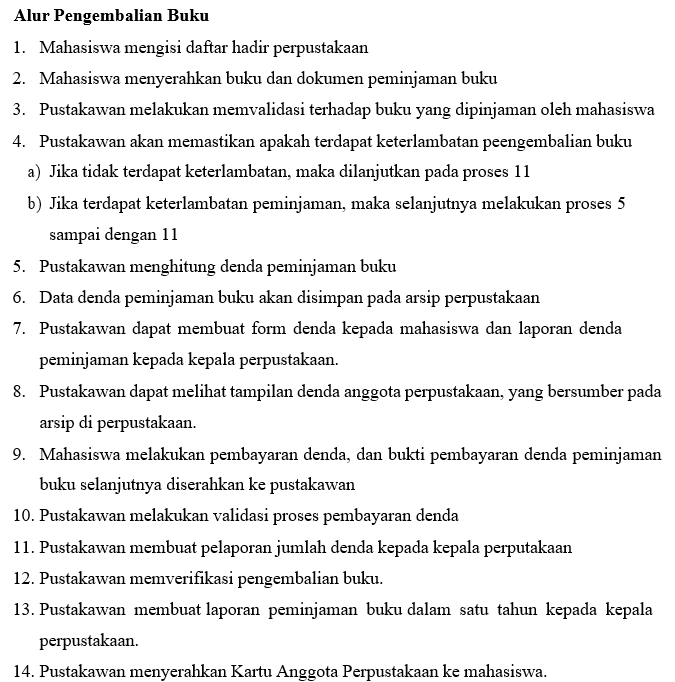 Alur Pengembalian Buku
1. Mahasiswa mengisi daftar hadir perpustakaan
2. Mahasiswa menyerahkan buku dan dokumen peminjaman buku
3. Pustakawan melakukan memvalidasi terhadap buku yang dipinjaman oleh mahasiswa
4. Pustakawan akan memastikan apakah terdapat keterlambatan peengembalian buku
a) Jika tidak terdapat keterlambatan, maka dilanjutkan pada proses 11
b) Jika terdapat keterlambatan peminjaman, maka selanjutnya melakukan proses 5
sampai dengan 11
5. Pustakawan menghitung denda peminjaman buku
6. Data denda peminjaman buku akan disimpan pada arsip perpustakaan
7. Pustakawan dapat membuat form denda kepada mahasiswa dan laporan denda
peminjaman kepada kepala perpustakaan.
8. Pustakawan dapat melihat tampilan denda anggota perpustakaan, yang bersumber pada
arsip di perpustakaan.
9. Mahasiswa melakukan pembayaran denda, dan bukti pembayaran denda peminjaman
buku selanjutnya diserahkan ke pustakawan
10. Pustakawan melakukan validasi proses pembayaran denda
11. Pustakawan membuat pelaporan jumlah denda kepada kepala perputakaan
12. Pustakawan memverifikasi pengembalian buku.
13. Pustakawan membuat laporan peminjaman buku dalam satu tahun kepada kepala
perpustakaan.
14. Pustakawan menyerahkan Kartu Anggota Perpustakaan ke mahasiswa.